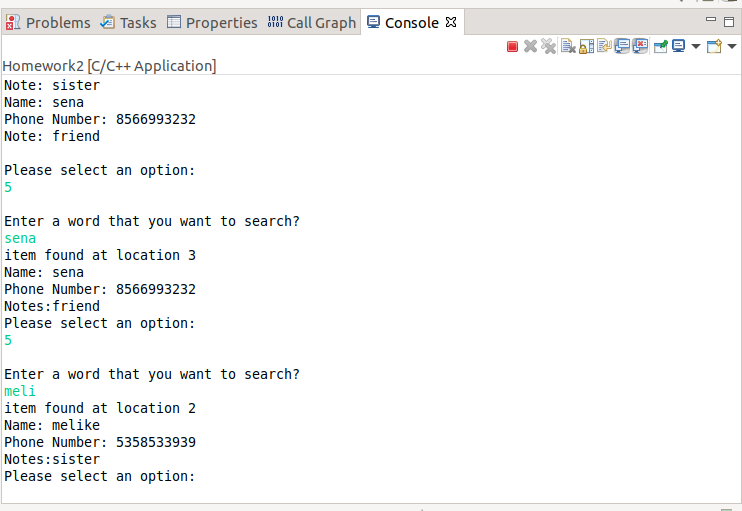 Problems Tasks Properties Call Graph Console
Homework2 [C/C++ Application]
Note: sister
Name: sena
Phone Number: 8566993232
Note: friend
Please select an option:
5
Enter a word that you want to search?
sena
item found at location 3
Name: sena
Phone Number: 8566993232
Notes:friend
Please select an option:
5
Enter a word that you want to search?
meli
item found at location 2
Name: melike
Phone Number: 5358533939
Notes:sister
Please select an option: